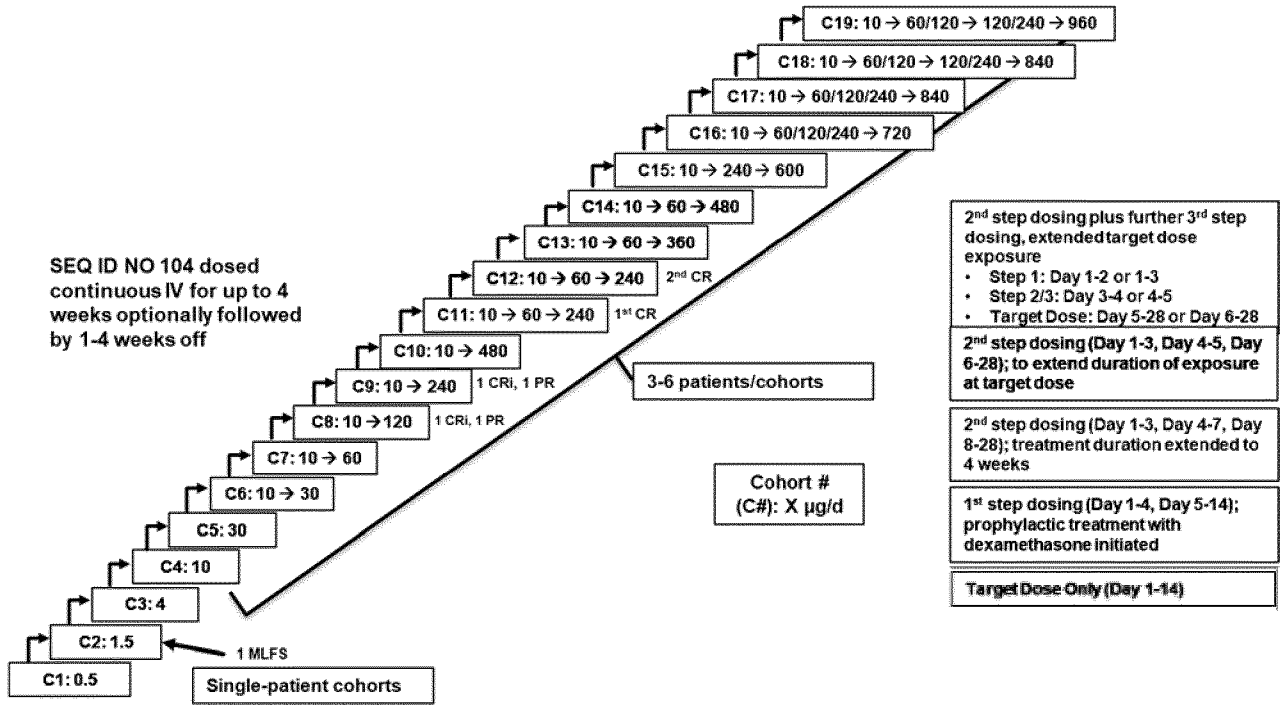 C19: 10 → 60/120 → 120/240 → 960
C18: 10 → 60/120 → 120/240 → 840
C17: 10 → 60/120/240 → 840
C16: 10 → 60/120/240 → 720
C15: 10 → 240 → 600
C14: 10 → 60 → 480
C13: 10 → 60 → 360
C12: 10 → 60 → 240 2nd CR
C11: 10 → 60 → 240 1st CR
C10: 10 → 480
C9: 10 → 240 1 CRi, 1 PR
C8: 10 → 120 1 CRi, 1 PR
C7: 10 → 60
C6: 10 → 30
C5: 30
C4: 10
C3: 4
C2: 1.5
1 MLFS
C1: 0.5
Single-patient cohorts
SEQ ID NO 104 dosed
continuous IV for up to 4
weeks optionally followed
by 1-4 weeks off
3-6 patients/cohorts
Cohort #
(C#): X µg/d
2nd step dosing plus further 3rd step
dosing, extended target dose
exposure
• Step 1: Day 1-2 or 1-3
• Step 2/3: Day 3-4 or 4-5
• Target Dose: Day 5-28 or Day 6-28
2nd step dosing (Day 1-3, Day 4-5, Day
6-28); to extend duration of exposure
at target dose
2nd step dosing (Day 1-3, Day 4-7, Day
8-28); treatment duration extended to
4 weeks
1st step dosing (Day 1-4, Day 5-14);
prophylactic treatment with
dexamethasone initiated
Target Dose Only (Day 1-14)